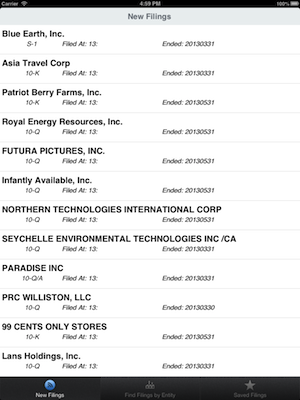 Carrier 4:59 PM 100%
New Filings
Blue Earth, Inc.
S-1 Filed At: 13: Ended: 20130331
Asia Travel Corp
10-K Filed At: 13: Ended: 20130331
Patriot Berry Farms, Inc.
10-K Filed At: 13: Ended: 20130331
Royal Energy Resources, Inc.
10-Q Filed At: 13: Ended: 20130531
FUTURA PICTURES, INC.
10-Q Filed At: 13: Ended: 20130531
Infantly Available, Inc.
10-Q Filed At: 13: Ended: 20130531
NORTHERN TECHNOLOGIES INTERNATIONAL CORP
10-Q Filed At: 13: Ended: 20130531
SEYCHELLE ENVIRONMENTAL TECHNOLOGIES INC /CA
10-Q Filed At: 13: Ended: 20130531
PARADISE INC
10-Q/A Filed At: 13: Ended: 20130331
PRC WILLISTON, LLC
10-Q Filed At: 13: Ended: 20130330
99 CENTS ONLY STORES
10-K Filed At: 13: Ended: 20130331
Lans Holdings, Inc.
10-Q Filed At: 13: Ended: 20130531
New Filings Find Filings by Entity Saved Filings